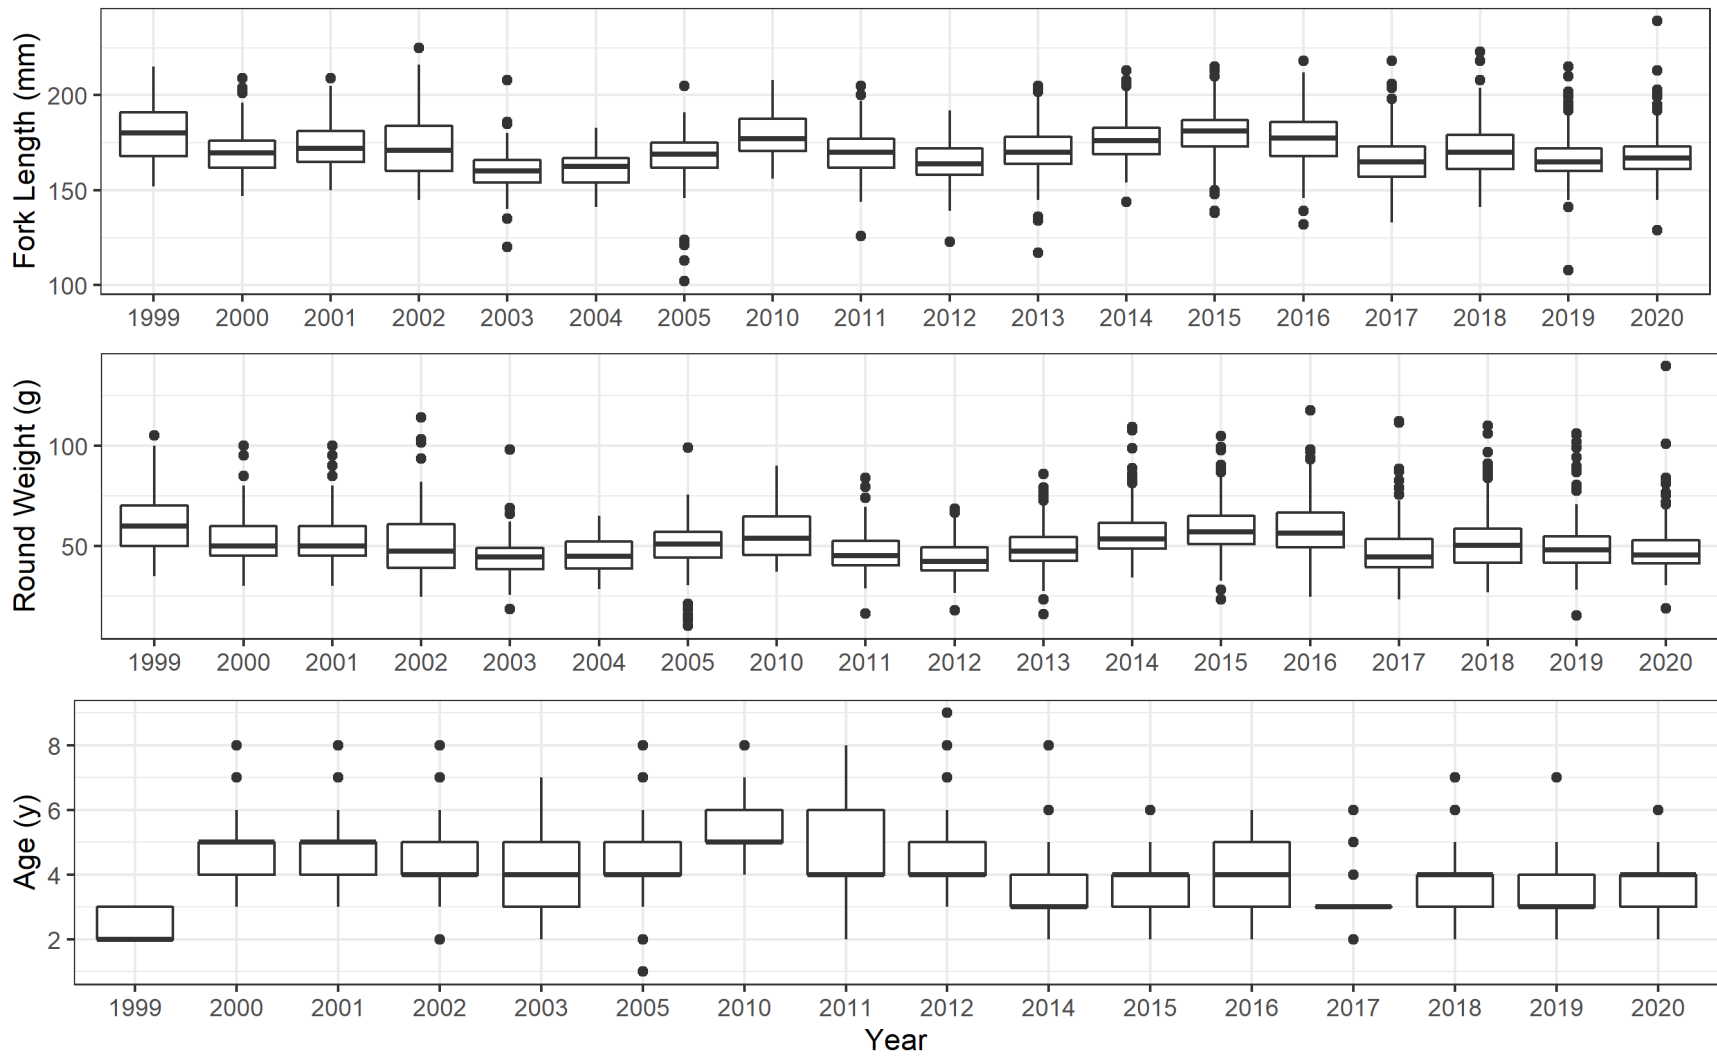 Fork Length (mm)
200
150
100
1999 2000 2001 2002 2003 2004 2005 2010 2011 2012 2013 2014 2015 2016 2017 2018 2019 2020
Round Weight (g)
100
50
1999 2000 2001 2002 2003 2004 2005 2010 2011 2012 2013 2014 2015 2016 2017 2018 2019 2020
Age (y)
8
6
4
2
1999 2000 2001 2002 2003 2005 2010 2011 2012 2014 2015 2016 2017 2018 2019 2020
Year